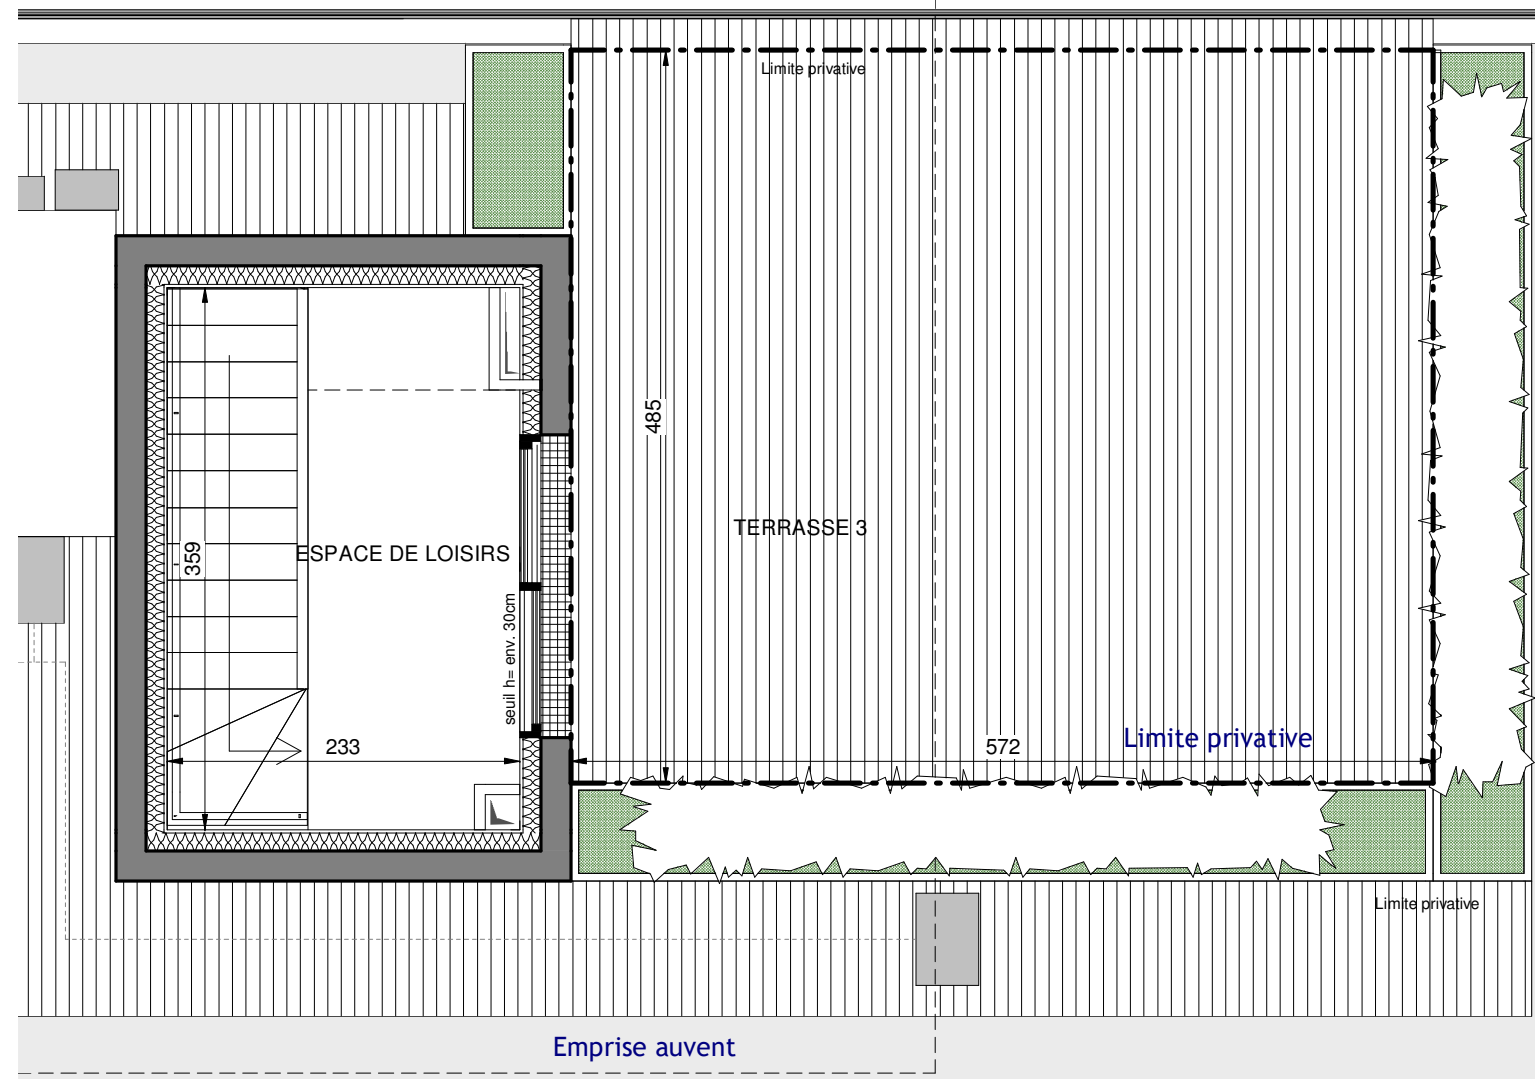 Limite privative
485
TERRASSE 3
359
ESPACE DE LOISIRS
seuil h= env. 30cm
233
572
Limite privative
Limite privative
Emprise auvent